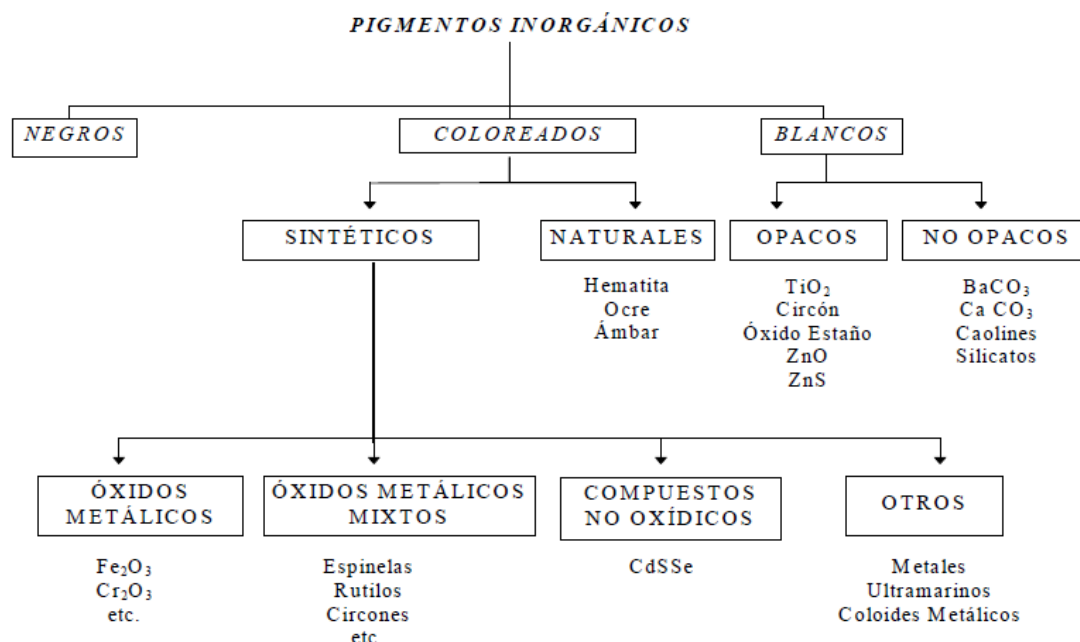 PIGMENTOS INORGÁNICOS
NEGROS
COLOREADOS
BLANCOS
SINTÉTICOS
NATURALES
OPACOS
NO OPACOS
Hematita
Ocre
Ámbar
TiO₂
Circón
Óxido Estaño
ZnO
ZnS
BaCO₃
Ca CO₃
Caolines
Silicatos
ÓXIDOS
METÁLICOS
ÓXIDOS METÁLICOS
MIXTOS
COMPUESTOS
NO OXÍDICOS
OTROS
Fe₂O₃
Cr₂O₃
etc.
Espinelas
Rutilos
Circones
etc
CdSSe
Metales
Ultramarinos
Coloides Metálicos